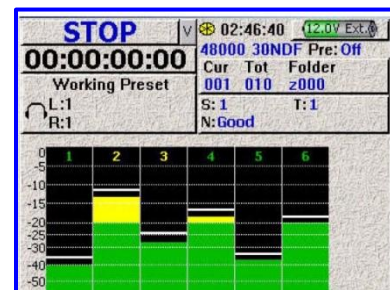 STOP V 02:46:40 12.0V Ext.
48000 30NDF Pre: Off
00:00:00:00
Cur Tot Folder
001 010 z000
Working Preset
L:1
R:1
S: 1 T: 1
N: Good
0 1 2 3 4 5 6
-5
-10
-15
-20
-25
-30
-40
-50